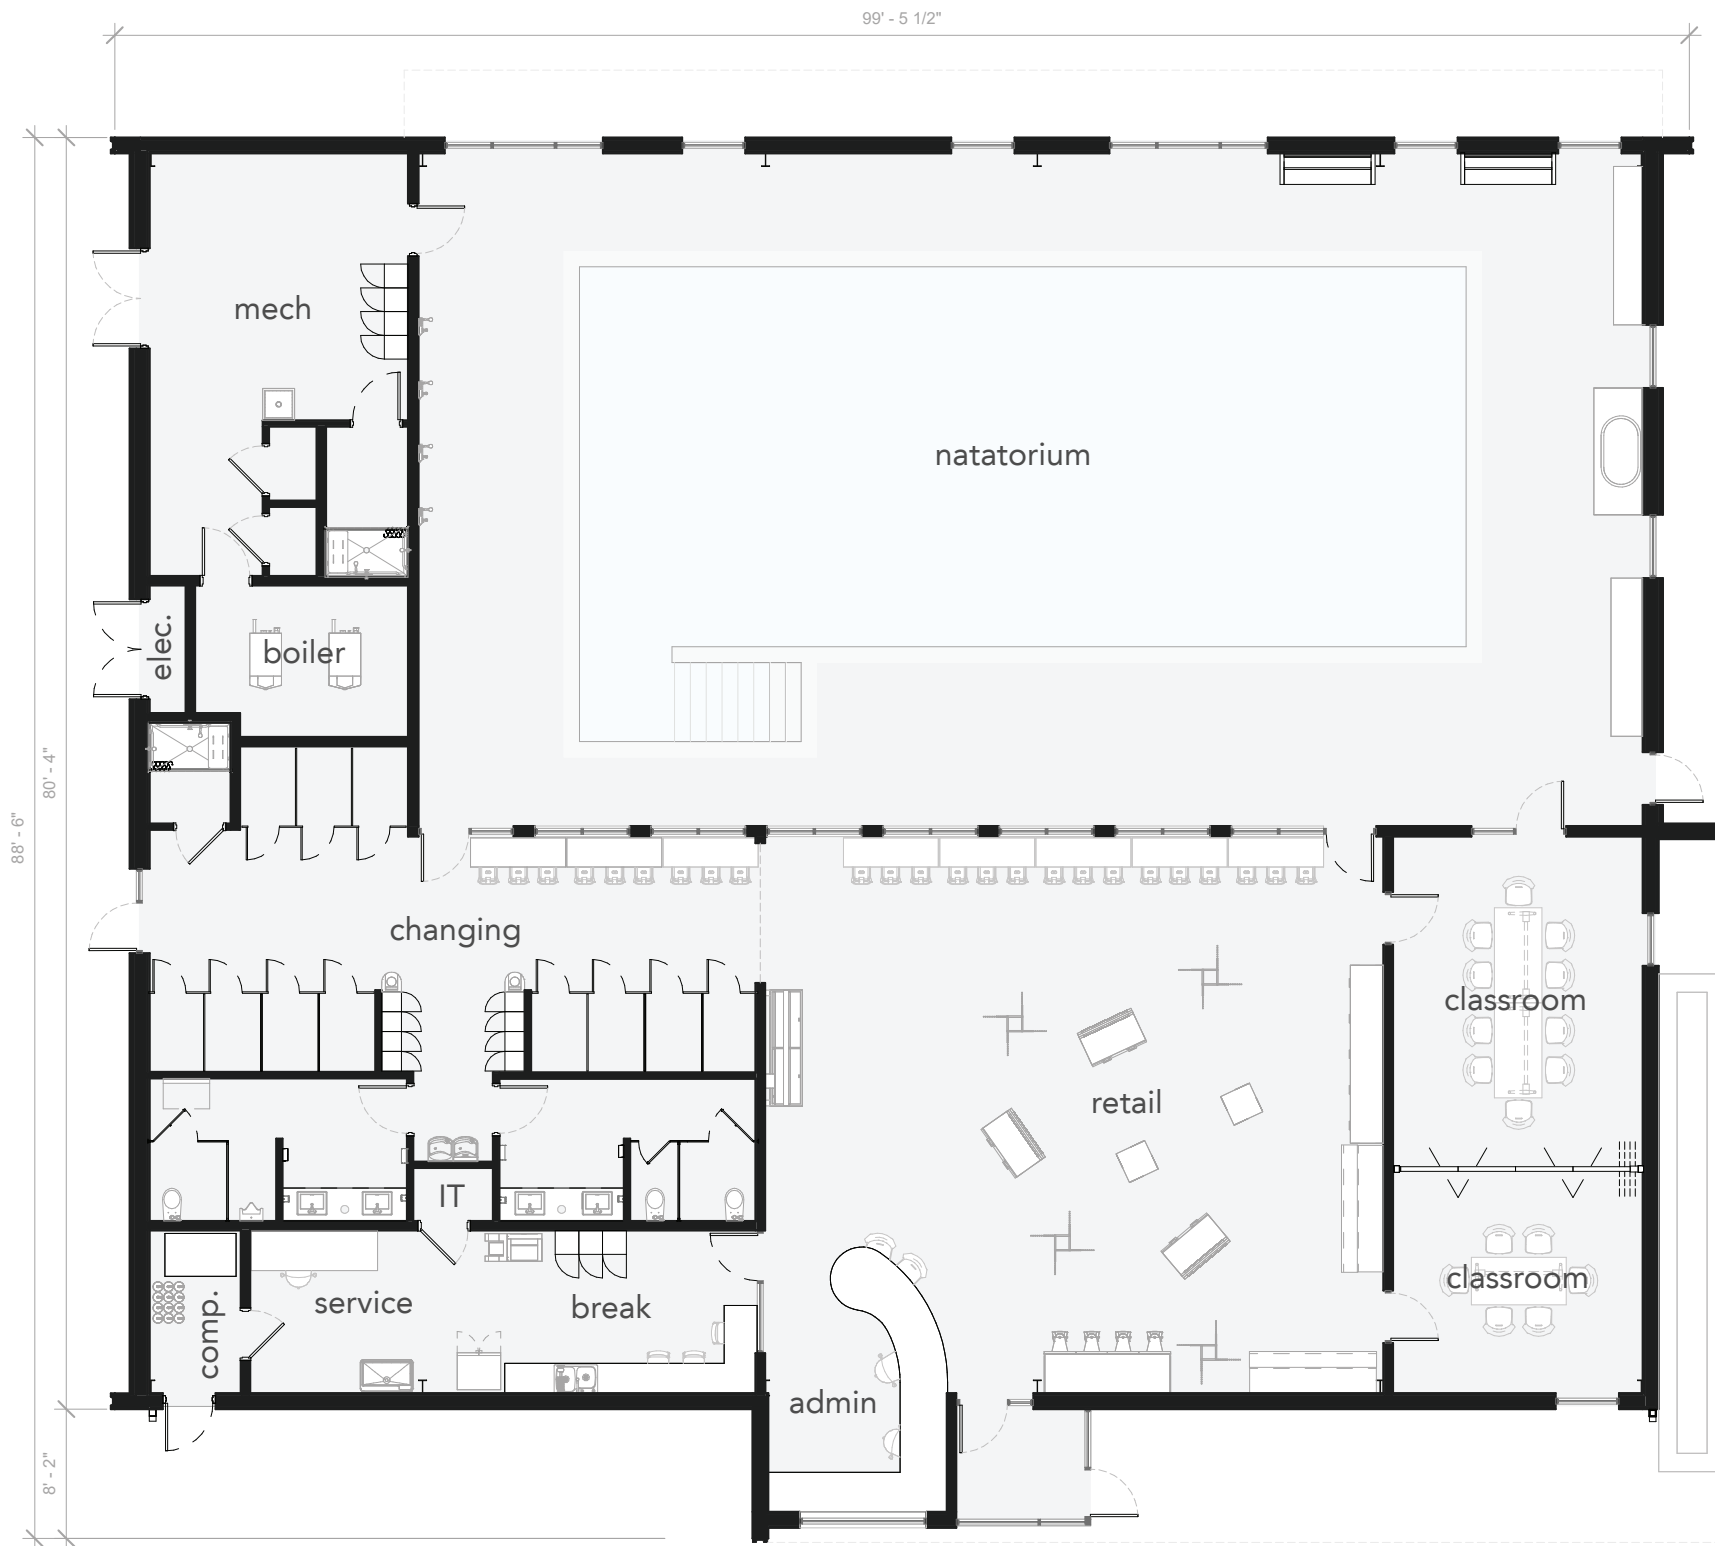 99' - 5 1/2"
mech
natatorium
elec.
boiler
80' - 4"
88' - 6"
changing
classroom
retail
IT
classroom
service
break
comp.
admin
8' - 2"